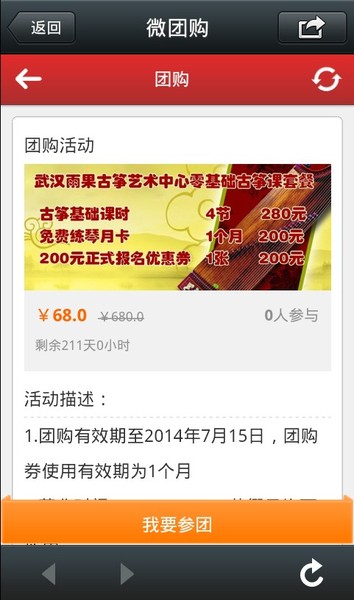 返回
微团购
团购
团购活动
武汉雨果古筝艺术中心零基础古筝课套餐
古筝基础课时 4节 280元
免费练琴月卡 1个月 200元
200元正式报名优惠券 1张 200元
￥68.0 ￥680.0 0人参与
剩余211天0小时
活动描述：
1.团购有效期至2014年7月15日，团购
券使用有效期为1个月
我要参团